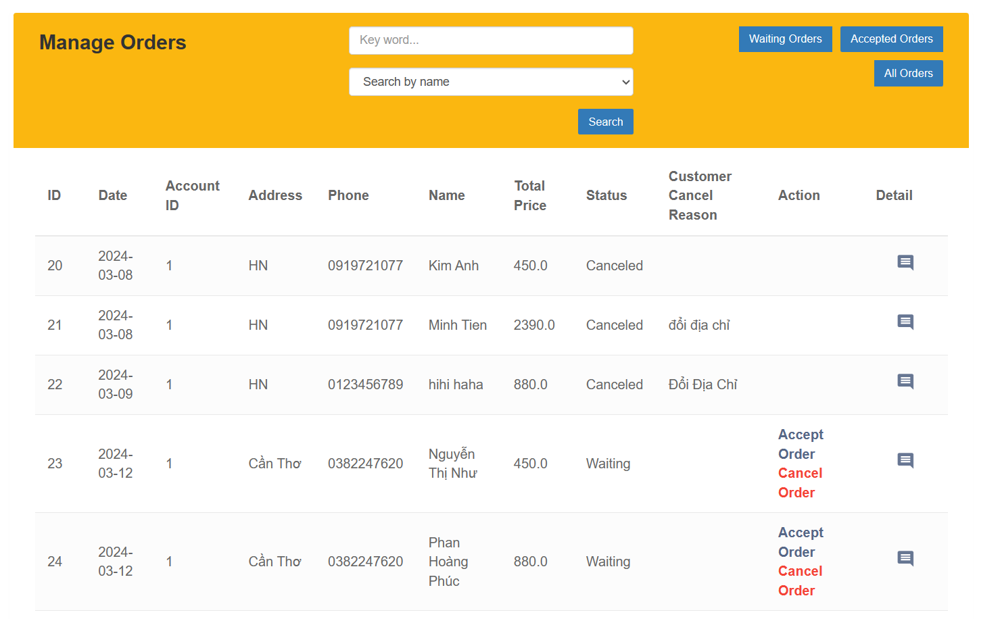 Manage Orders
Key word...
Search by name
Search
Waiting Orders
Accepted Orders
All Orders
ID
Date
Account
ID
Address
Phone
Name
Total
Price
Status
Customer
Cancel
Reason
Action
Detail
20
2024-
03-08
1
HN
0919721077
Kim Anh
450.0
Canceled
21
2024-
03-08
1
HN
0919721077
Minh Tien
2390.0
Canceled
đổi địa chỉ
22
2024-
03-09
1
HN
0123456789
hihi haha
880.0
Canceled
Đổi Địa Chỉ
23
2024-
03-12
1
Cần Thơ
0382247620
Nguyễn
Thị Như
450.0
Waiting
Accept
Order
Cancel
Order
24
2024-
03-12
1
Cần Thơ
0382247620
Phan
Hoàng
Phúc
880.0
Waiting
Accept
Order
Cancel
Order